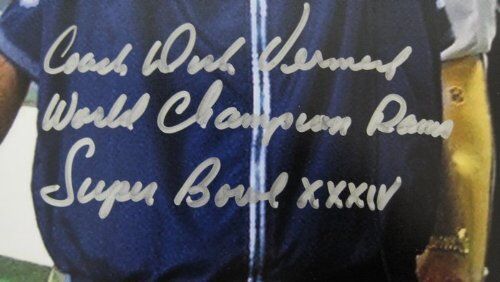 Coach Dick Vermeil
World Champion Rams
Super Bowl XXXIV